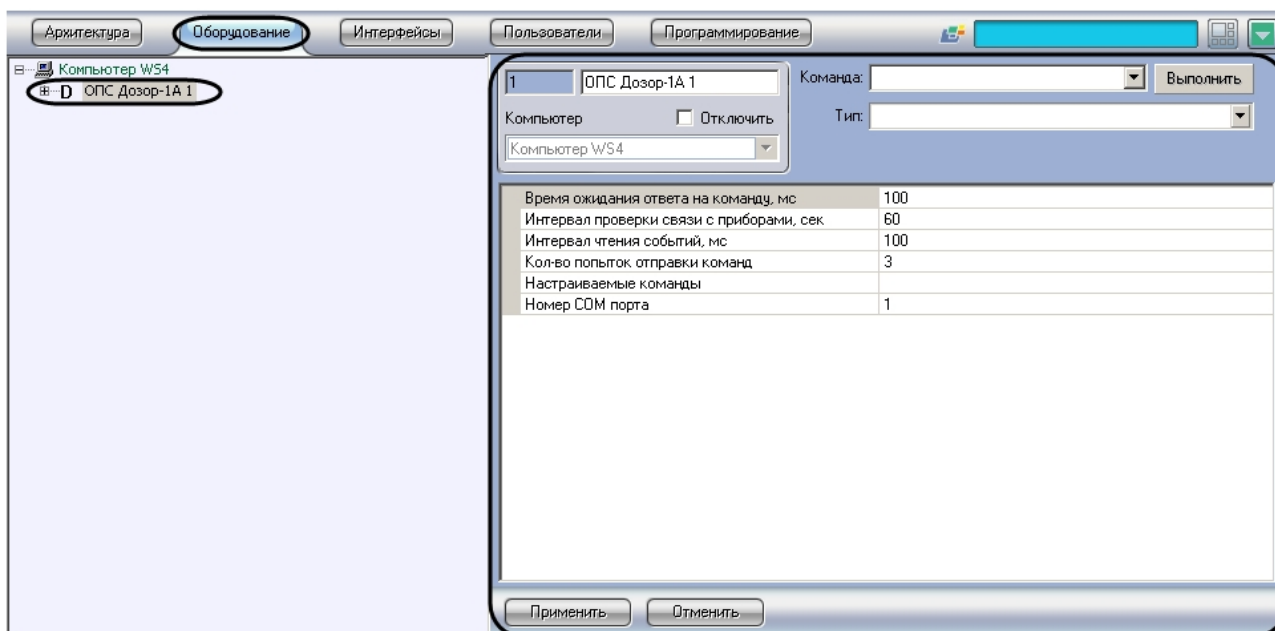 Архитектура Оборудование Интерфейсы Пользователи Программирование
Компьютер WS4
D ОПС Дозор-1А 1
1 ОПС Дозор-1А 1 Команда: Выполнить
Компьютер Отключить Тип:
Компьютер WS4
Время ожидания ответа на команду, мс 100
Интервал проверки связи с приборами, сек 60
Интервал чтения событий, мс 100
Кол-во попыток отправки команд 3
Настраиваемые команды
Номер COM порта 1
Применить Отменить